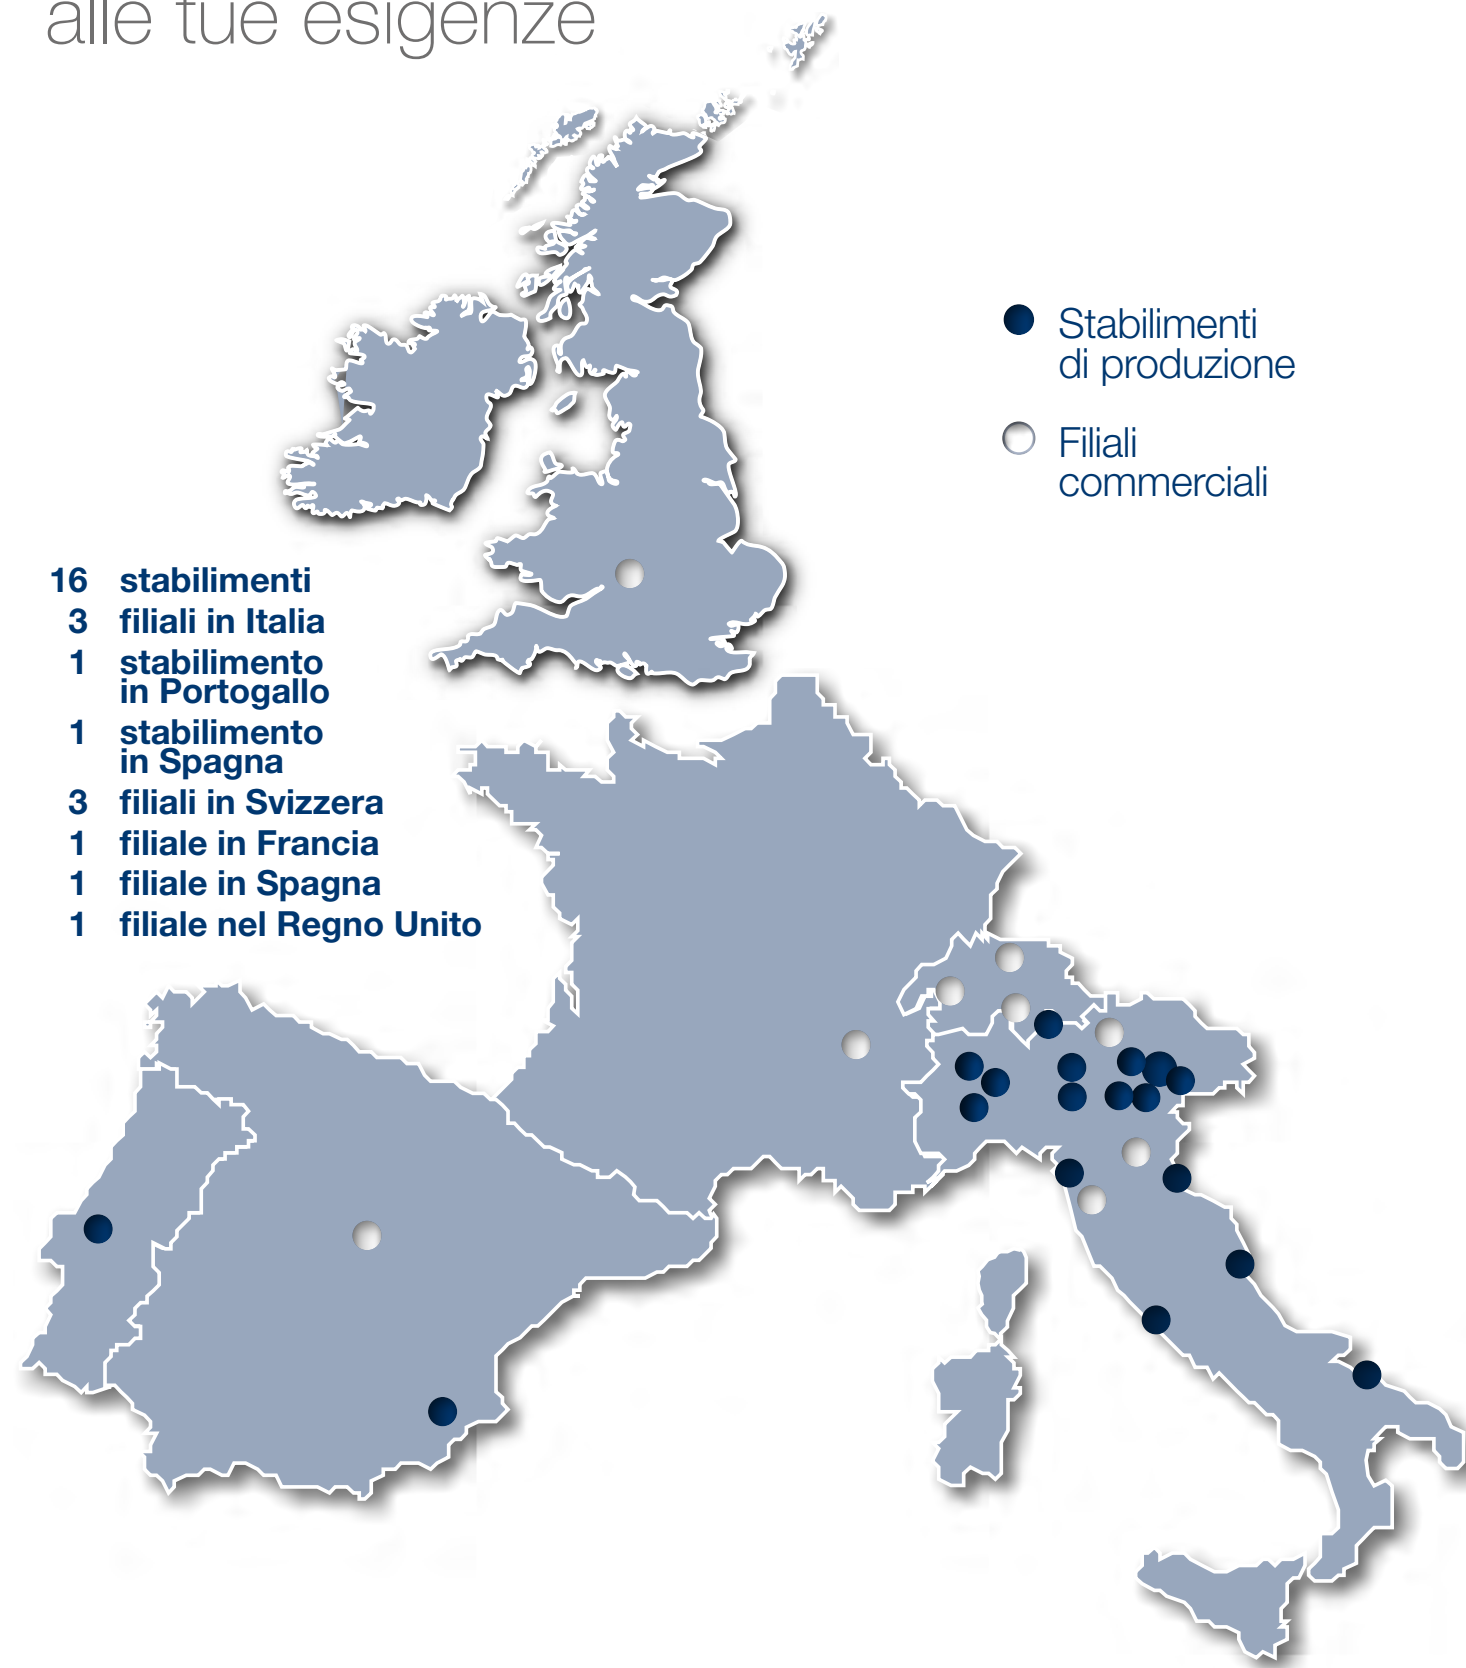 alle tue esigenze
Stabilimenti
di produzione
Filiali
commerciali
16 stabilimenti
3 filiali in Italia
1 stabilimento
in Portogallo
1 stabilimento
in Spagna
3 filiali in Svizzera
1 filiale in Francia
1 filiale in Spagna
1 filiale nel Regno Unito